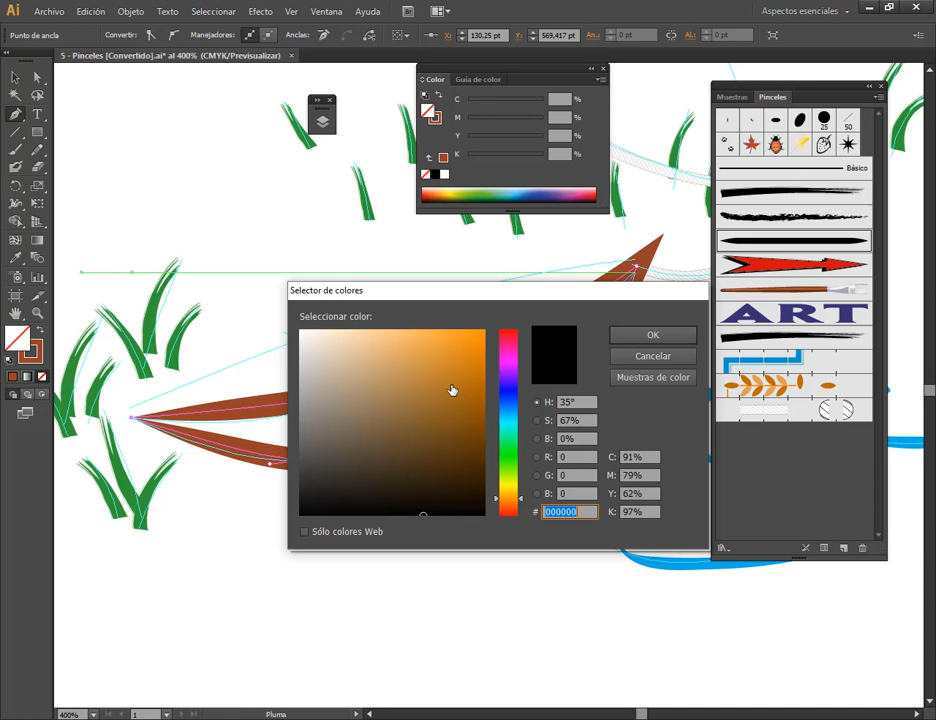 Ai Archivo Edición Objeto Texto Seleccionar Efecto Ver Ventana Ayuda Br Aspectos esenciales
Punto de ancla Convertir: Manejadores: Anclas: X: 130,25 pt Y: 569,417 pt An.: 0 pt Al.: 0 pt
5 - Pinceles [Convertido].ai* al 400% (CMYK/Previsualizar) ×
Color Guía de color
C %
M %
Y %
K %
Muestras Pinceles
25 50
Básico
ART
Selector de colores
Seleccionar color:
OK
Cancelar
Muestras de color
H: 35°
S: 67%
B: 0%
R: 0 C: 91%
G: 0 M: 79%
B: 0 Y: 62%
# 000000 K: 97%
Sólo colores Web
400% 1 Pluma